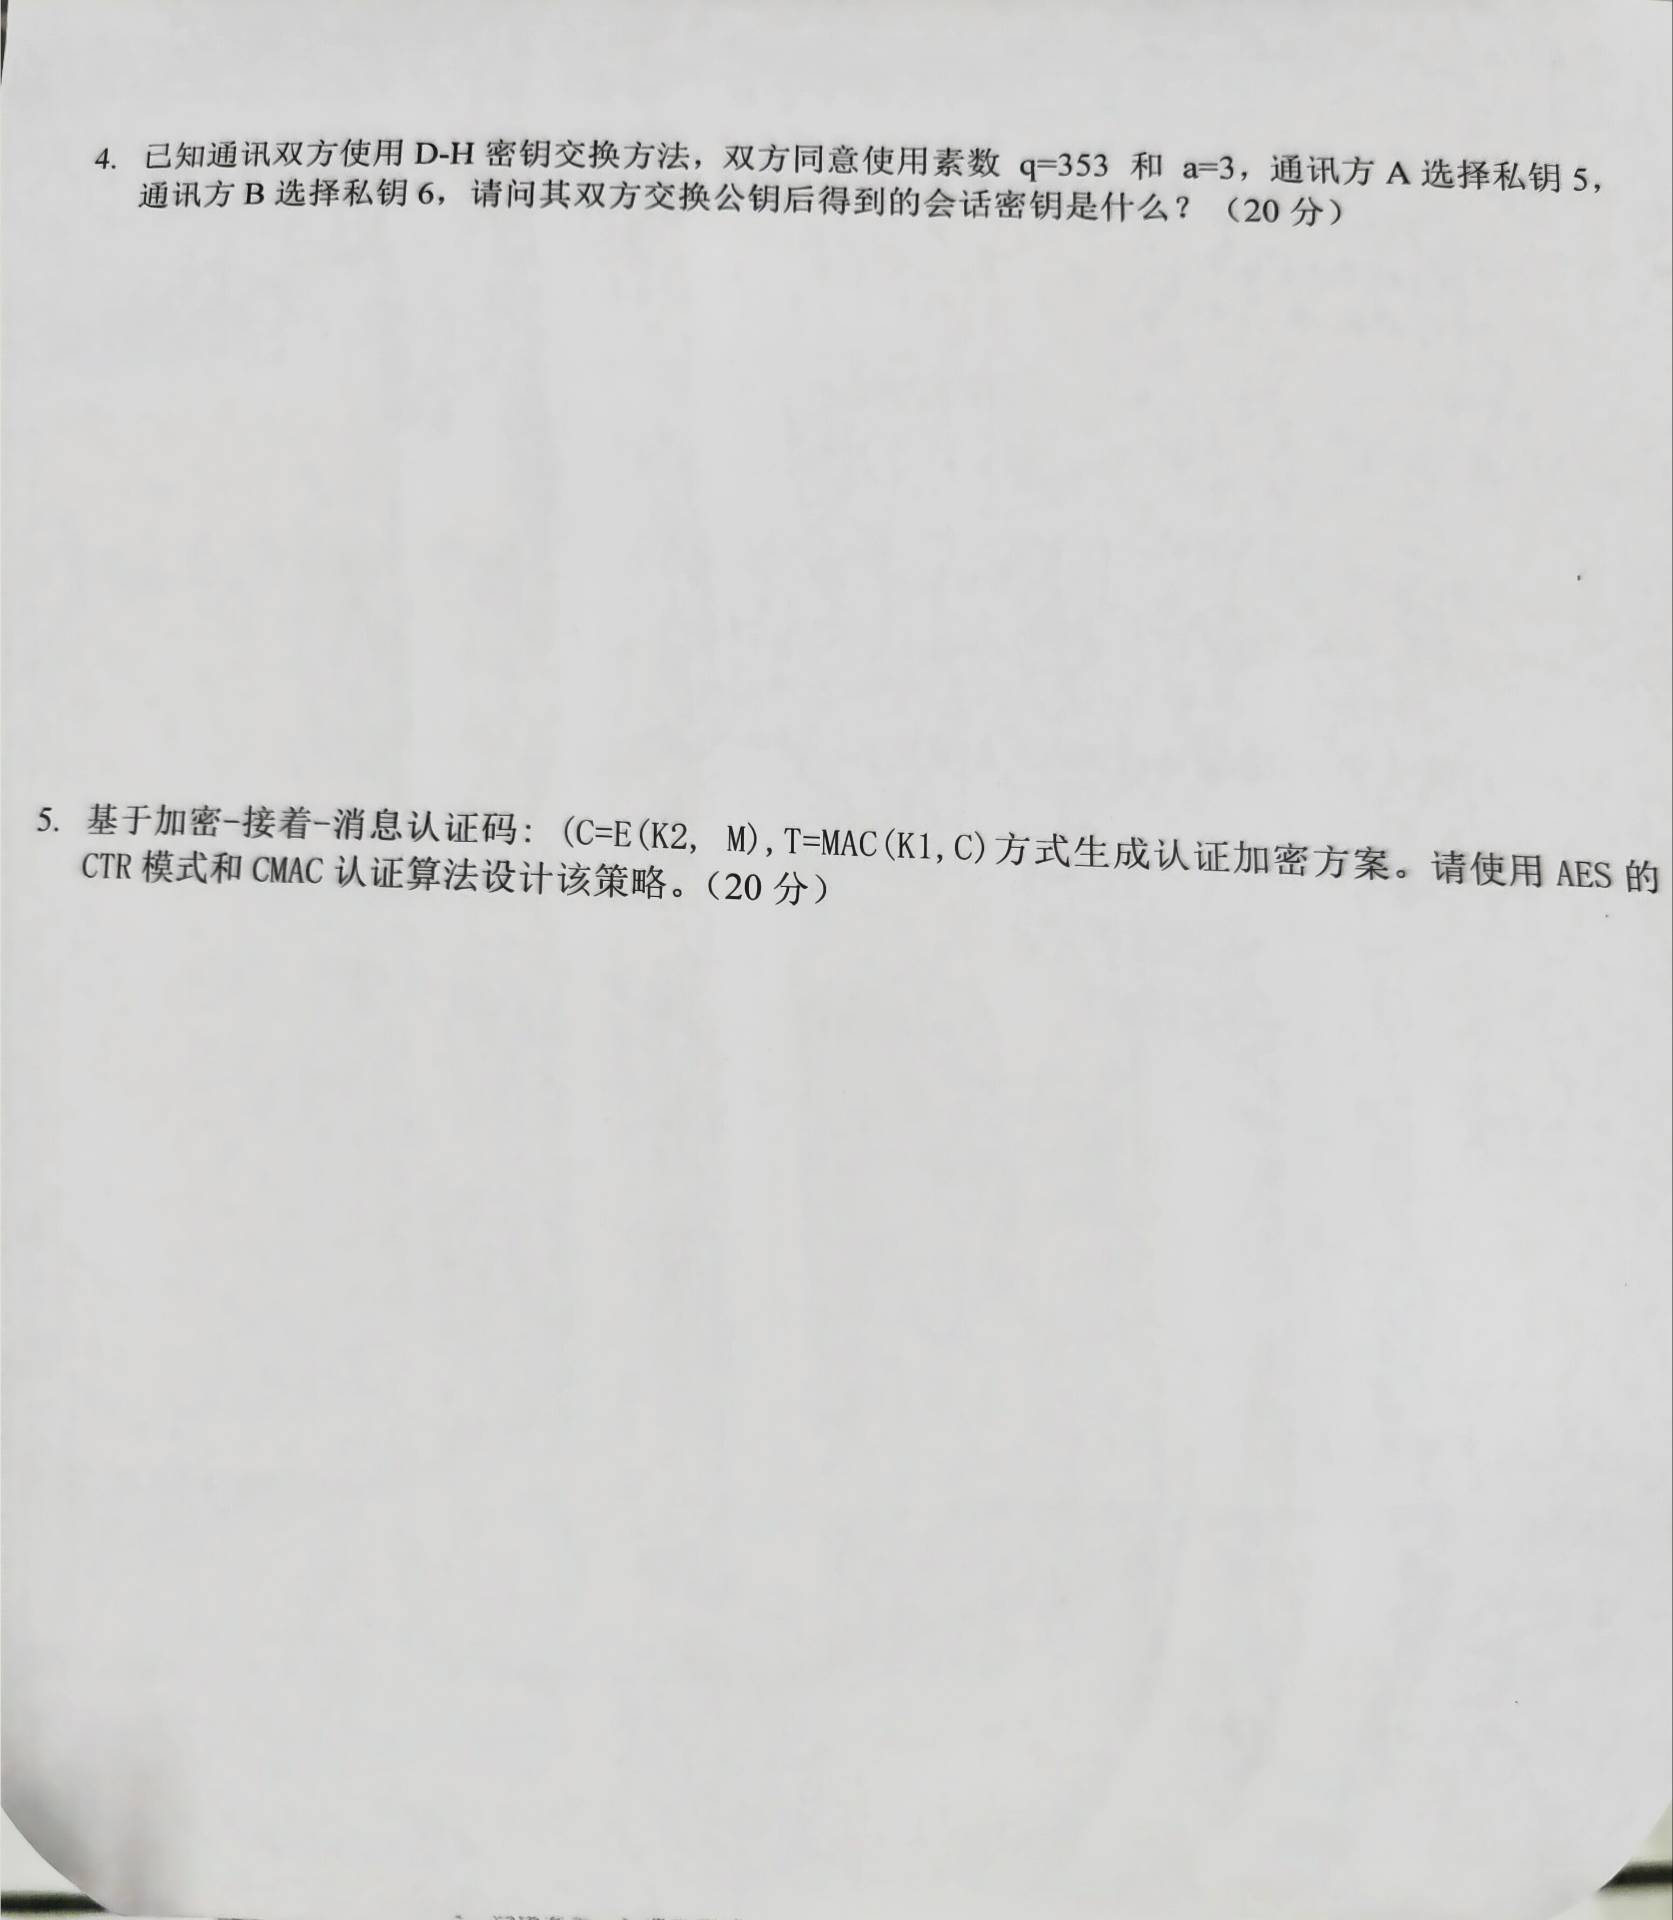 4. 已知通讯双方使用 D-H 密钥交换方法，双方同意使用素数 q=353 和 a=3，通讯方 A 选择私钥 5，
通讯方 B 选择私钥 6，请问其双方交换公钥后得到的会话密钥是什么？（20 分）
5. 基于加密-接着-消息认证码：(C=E(K2, M),T=MAC(K1,C)方式生成认证加密方案。请使用 AES 的
CTR 模式和 CMAC 认证算法设计该策略。（20 分）